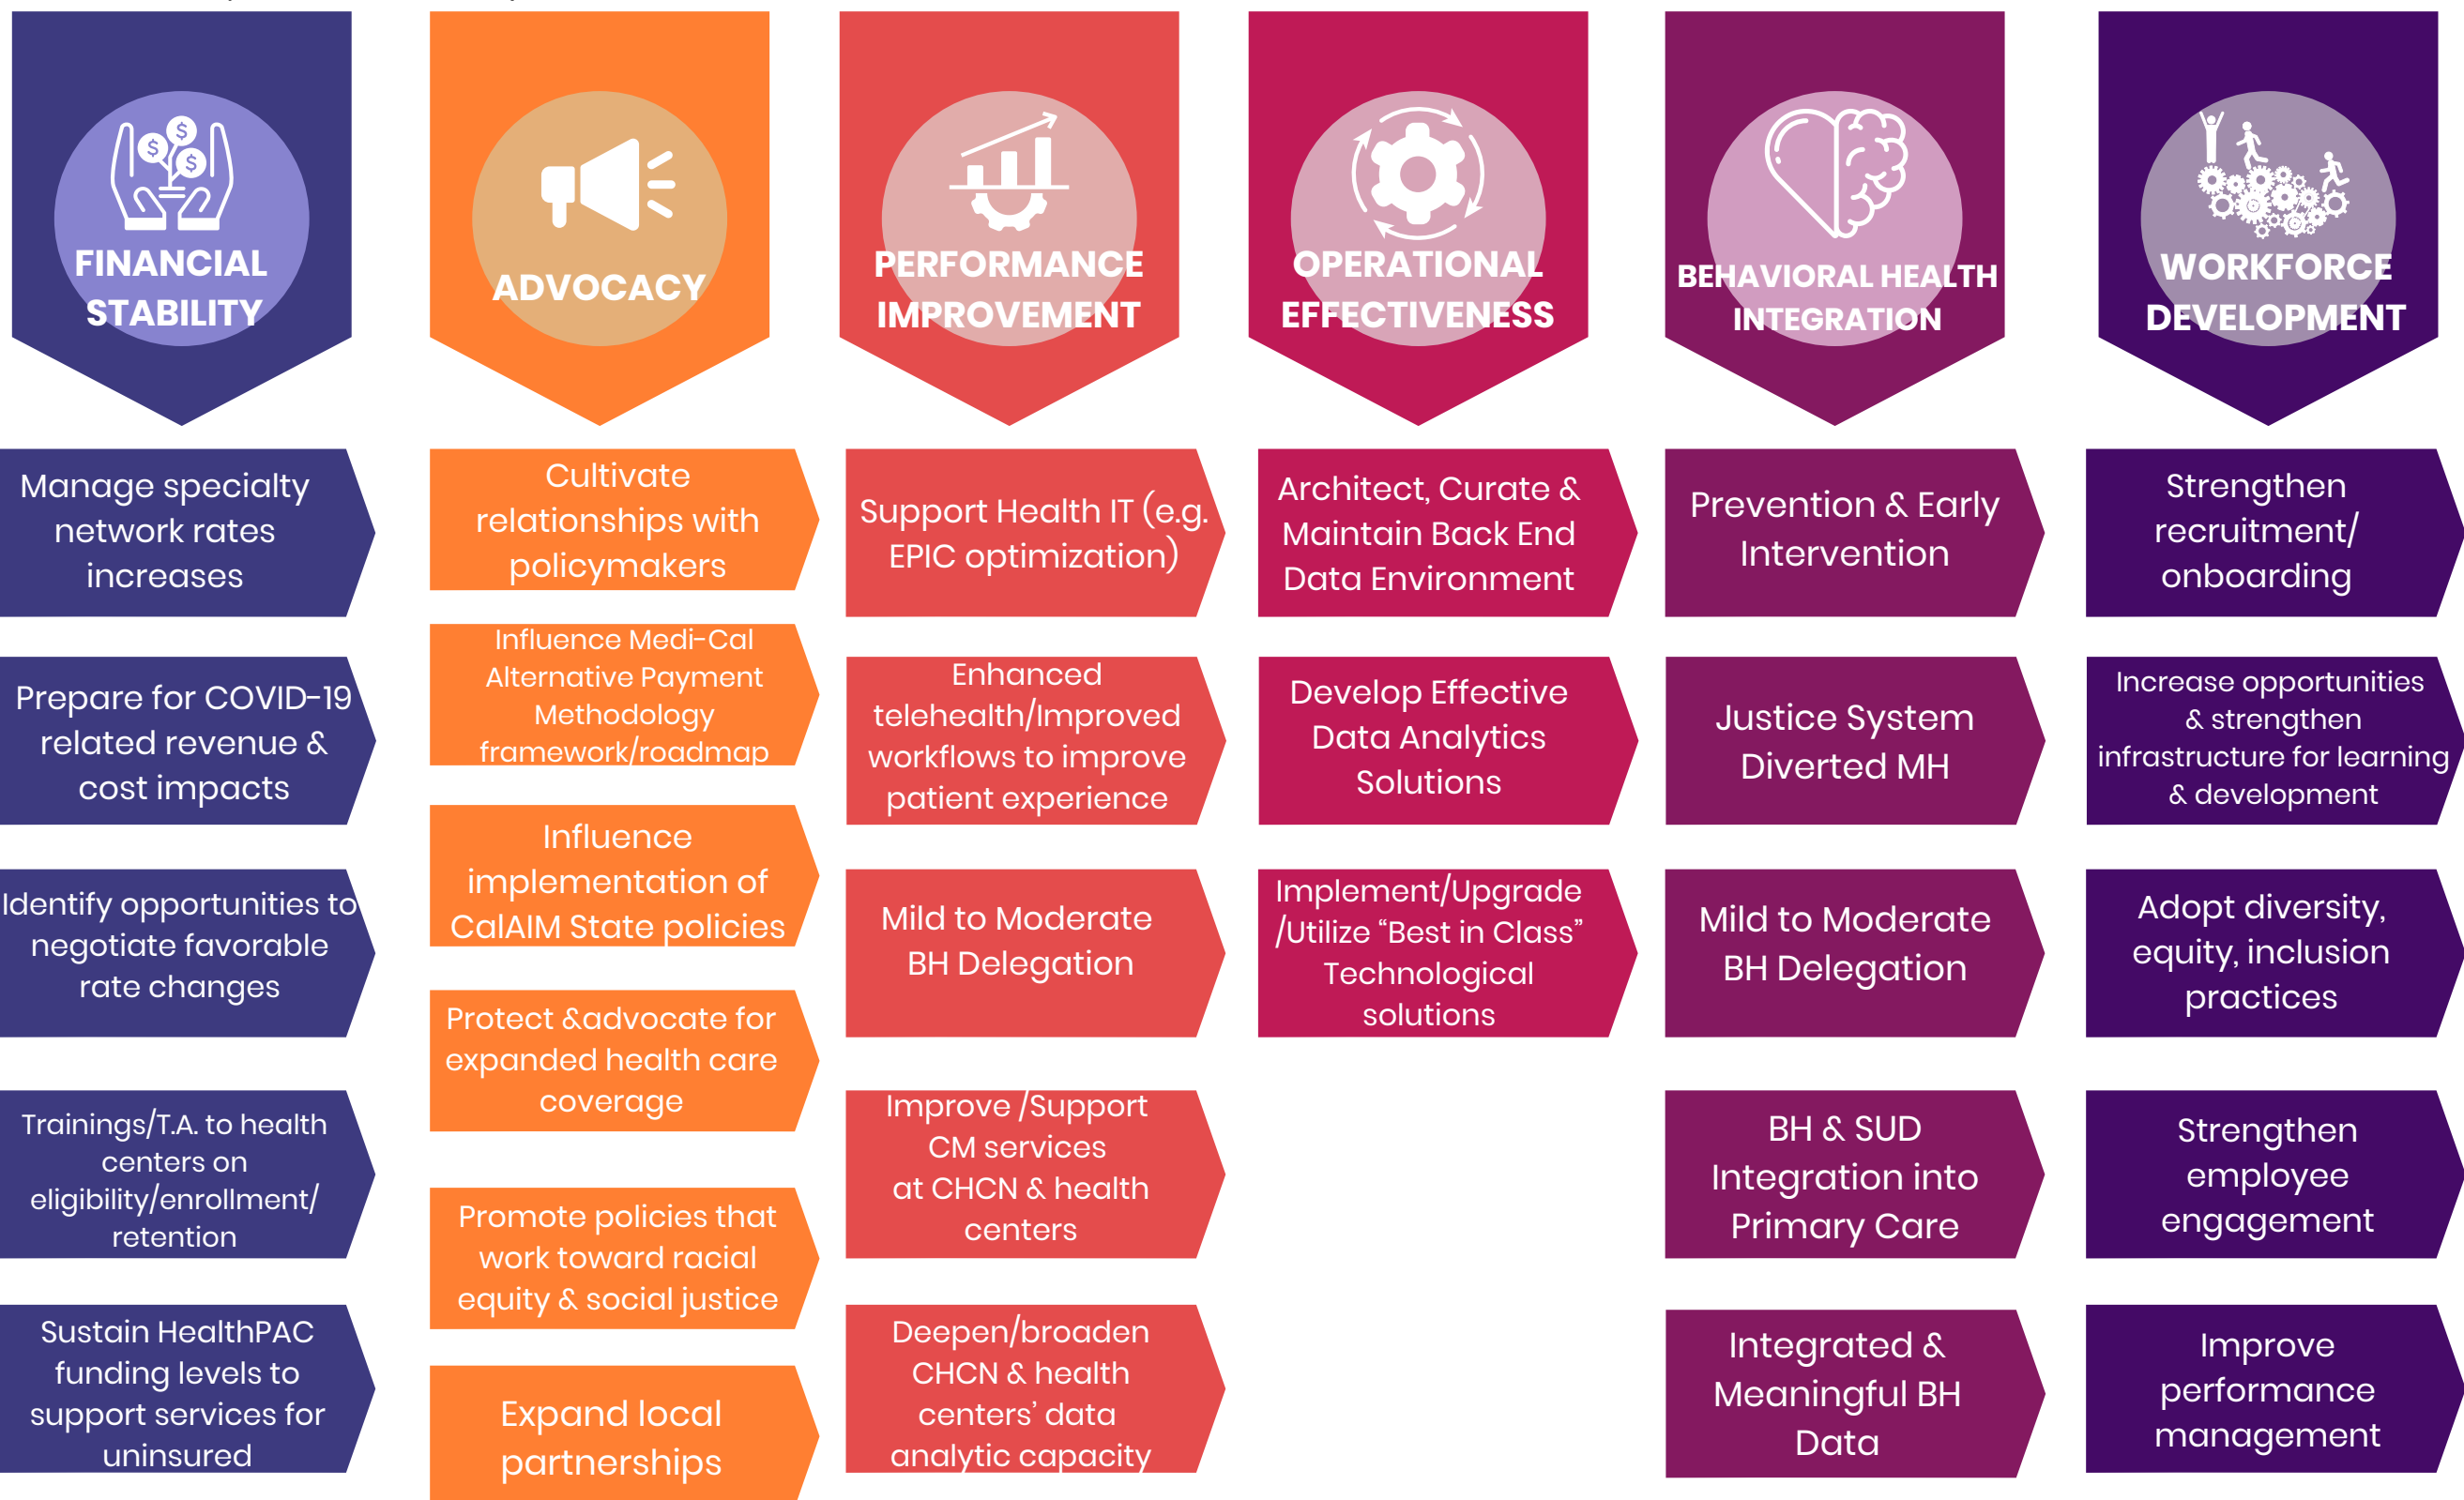 FINANCIAL
STABILITY
Manage specialty
network rates
increases
Prepare for COVID-19
related revenue &
cost impacts
Identify opportunities to
negotiate favorable
rate changes
Trainings/T.A. to health
centers on
eligibility/enrollment/
retention
Sustain HealthPAC
funding levels to
support services for
uninsured
ADVOCACY
Cultivate
relationships with
policymakers
Influence Medi-Cal
Alternative Payment
Methodology
framework/roadmap
Influence
implementation of
CalAIM State policies
Protect &advocate for
expanded health care
coverage
Promote policies that
work toward racial
equity & social justice
Expand local
partnerships
PERFORMANCE
IMPROVEMENT
Support Health IT (e.g.
EPIC optimization)
Enhanced
telehealth/Improved
workflows to improve
patient experience
Mild to Moderate
BH Delegation
Improve /Support
CM services
at CHCN & health
centers
Deepen/broaden
CHCN & health
centers’ data
analytic capacity
OPERATIONAL
EFFECTIVENESS
Architect, Curate &
Maintain Back End
Data Environment
Develop Effective
Data Analytics
Solutions
Implement/Upgrade
/Utilize “Best in Class”
Technological
solutions
BEHAVIORAL HEALTH
INTEGRATION
Prevention & Early
Intervention
Justice System
Diverted MH
Mild to Moderate
BH Delegation
BH & SUD
Integration into
Primary Care
Integrated &
Meaningful BH
Data
WORKFORCE
DEVELOPMENT
Strengthen
recruitment/
onboarding
Increase opportunities
& strengthen
infrastructure for learning
& development
Adopt diversity,
equity, inclusion
practices
Strengthen
employee
engagement
Improve
performance
management